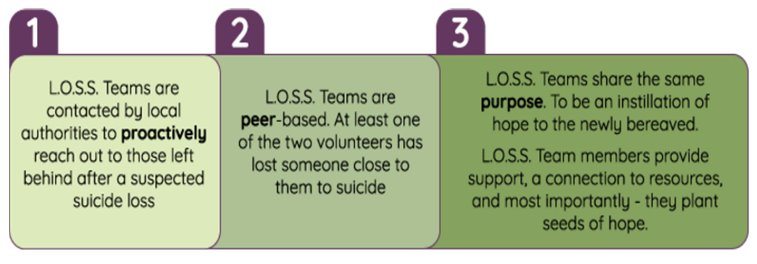 1
L.O.S.S. Teams are
contacted by local
authorities to proactively
reach out to those left
behind after a suspected
suicide loss
2
L.O.S.S. Teams are
peer-based. At least one
of the two volunteers has
lost someone close to
them to suicide
3
L.O.S.S. Teams share the same
purpose. To be an instillation of
hope to the newly bereaved.
L.O.S.S. Team members provide
support, a connection to resources,
and most importantly - they plant
seeds of hope.